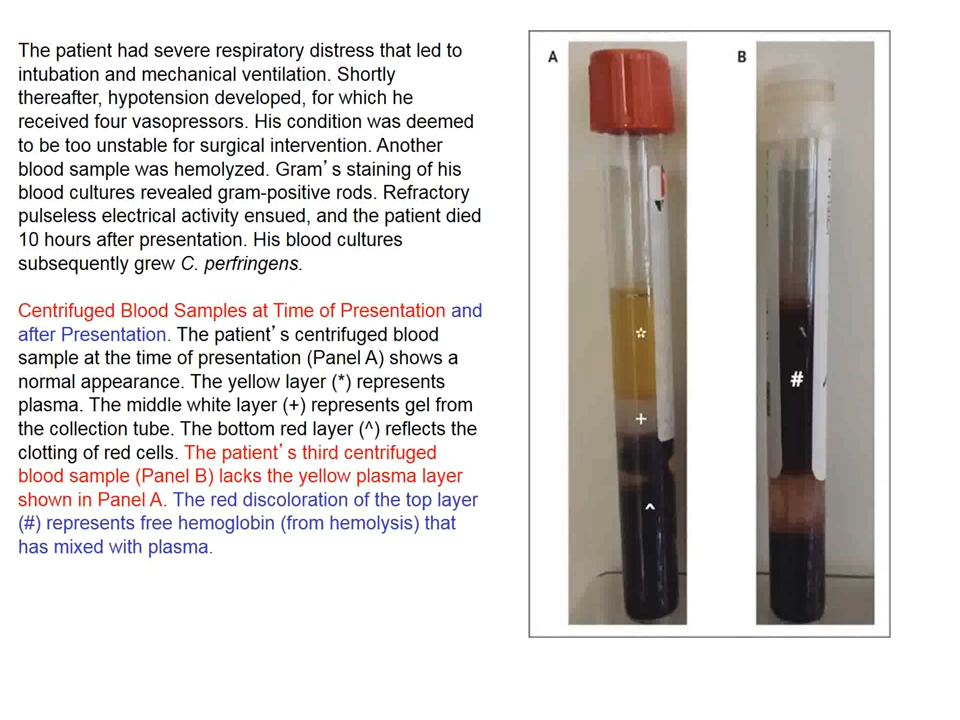 The patient had severe respiratory distress that led to
intubation and mechanical ventilation. Shortly
thereafter, hypotension developed, for which he
received four vasopressors. His condition was deemed
to be too unstable for surgical intervention. Another
blood sample was hemolyzed. Gram’s staining of his
blood cultures revealed gram-positive rods. Refractory
pulseless electrical activity ensued, and the patient died
10 hours after presentation. His blood cultures
subsequently grew C. perfringens.
Centrifuged Blood Samples at Time of Presentation and
after Presentation. The patient’s centrifuged blood
sample at the time of presentation (Panel A) shows a
normal appearance. The yellow layer (*) represents
plasma. The middle white layer (+) represents gel from
the collection tube. The bottom red layer (^) reflects the
clotting of red cells. The patient’s third centrifuged
blood sample (Panel B) lacks the yellow plasma layer
shown in Panel A. The red discoloration of the top layer
(#) represents free hemoglobin (from hemolysis) that
has mixed with plasma.
A
*
+
^
B
#